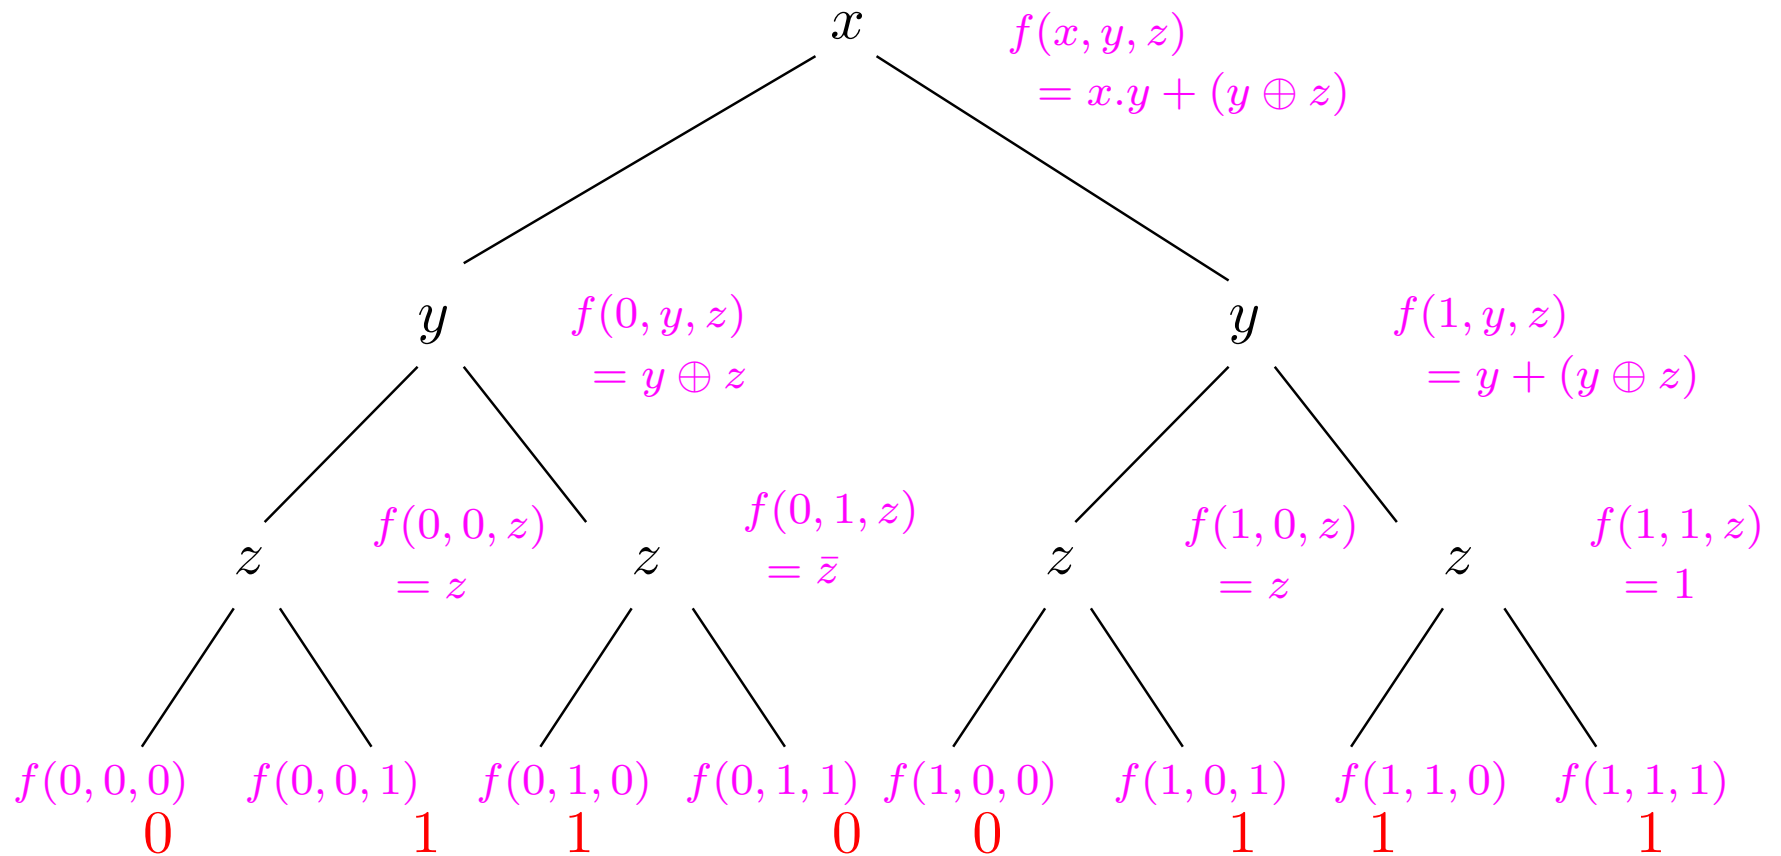 x
f(x, y, z)
= x.y + (y ⊕ z)
y
f(0, y, z)
= y ⊕ z
y
f(1, y, z)
= y + (y ⊕ z)
z
f(0, 0, z)
= z
z
f(0, 1, z)
= z̄
z
f(1, 0, z)
= z
z
f(1, 1, z)
= 1
f(0, 0, 0) f(0, 0, 1) f(0, 1, 0) f(0, 1, 1) f(1, 0, 0) f(1, 0, 1) f(1, 1, 0) f(1, 1, 1)
0 1 1 0 0 1 1 1